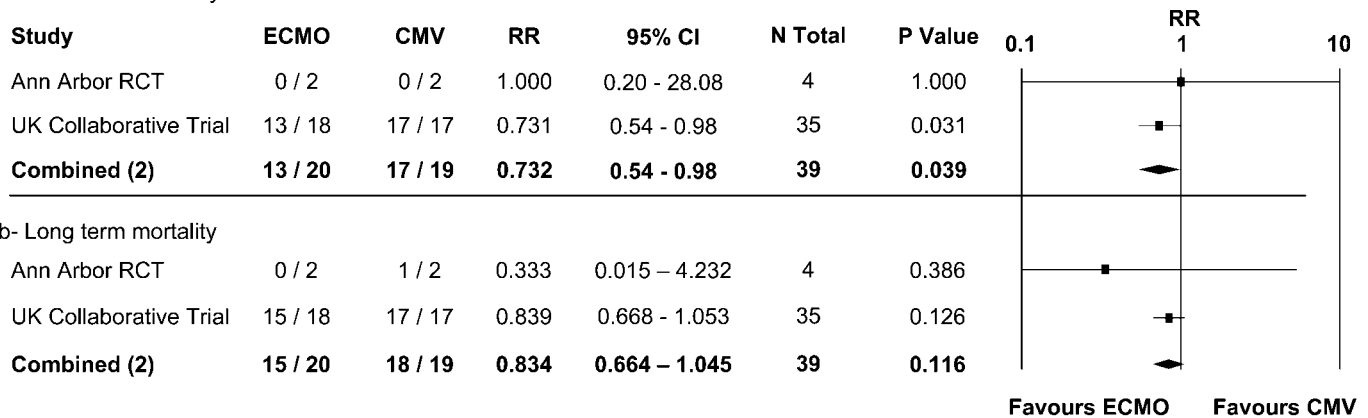 RR
Study ECMO CMV RR 95% CI N Total P Value 0.1 1 10
Ann Arbor RCT 0 / 2 0 / 2 1.000 0.20 - 28.08 4 1.000
UK Collaborative Trial 13 / 18 17 / 17 0.731 0.54 - 0.98 35 0.031
Combined (2) 13 / 20 17 / 19 0.732 0.54 - 0.98 39 0.039
b- Long term mortality
Ann Arbor RCT 0 / 2 1 / 2 0.333 0.015 – 4.232 4 0.386
UK Collaborative Trial 15 / 18 17 / 17 0.839 0.668 - 1.053 35 0.126
Combined (2) 15 / 20 18 / 19 0.834 0.664 – 1.045 39 0.116
Favours ECMO Favours CMV